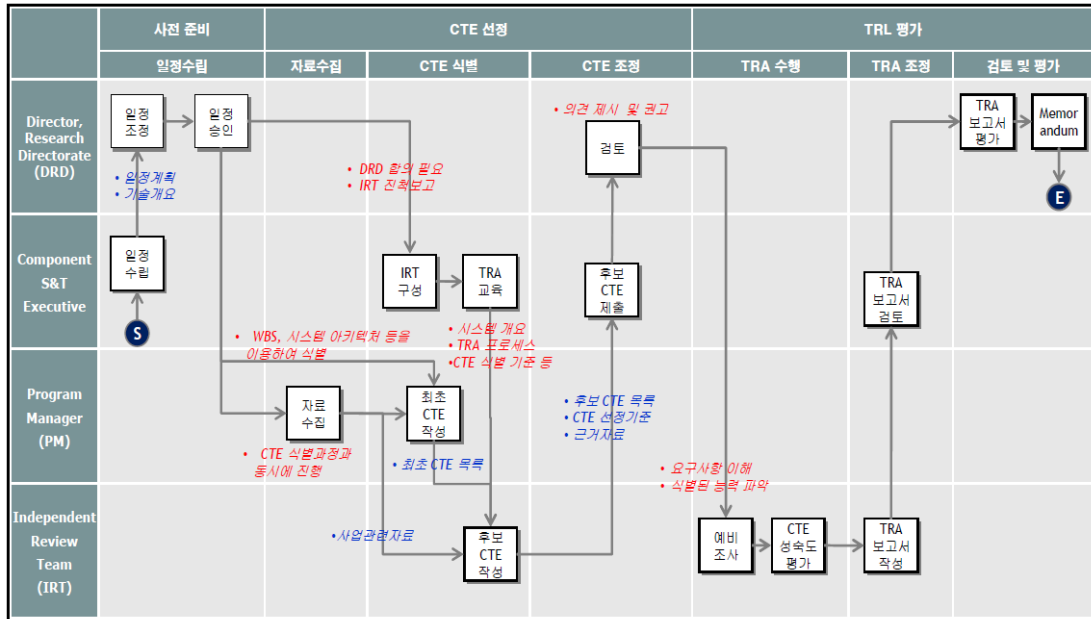 사전 준비
CTE 선정
TRL 평가
일정수립
자료수집
CTE 식별
CTE 조정
TRA 수행
TRA 조정
검토 및 평가
Director,
Research
Directorate
(DRD)
일정
조정
일정
승인
• 일정계획
• 기술개요
• DRD 합의 필요
• IRT 진척보고
• 의견 제시 및 권고
검토
TRA
보고서
평가
Memor
andum
E
Component
S&T
Executive
일정
수립
S
IRT
구성
TRA
교육
후보
CTE
제출
TRA
보고서
검토
• WBS, 시스템 아키텍처 등을
이용하여 식별
• 시스템 개요
• TRA 프로세스
•CTE 식별 기준 등
Program
Manager
(PM)
자료
수집
최초
CTE
작성
• CTE 식별과정과
동시에 진행
• 최초 CTE 목록
• 후보 CTE 목록
• CTE 선정기준
• 근거자료
• 요구사항 이해
• 식별된 능력 파악
Independent
Review
Team
(IRT)
•사업관련자료
후보
CTE
작성
예비
조사
CTE
성숙도
평가
TRA
보고서
작성